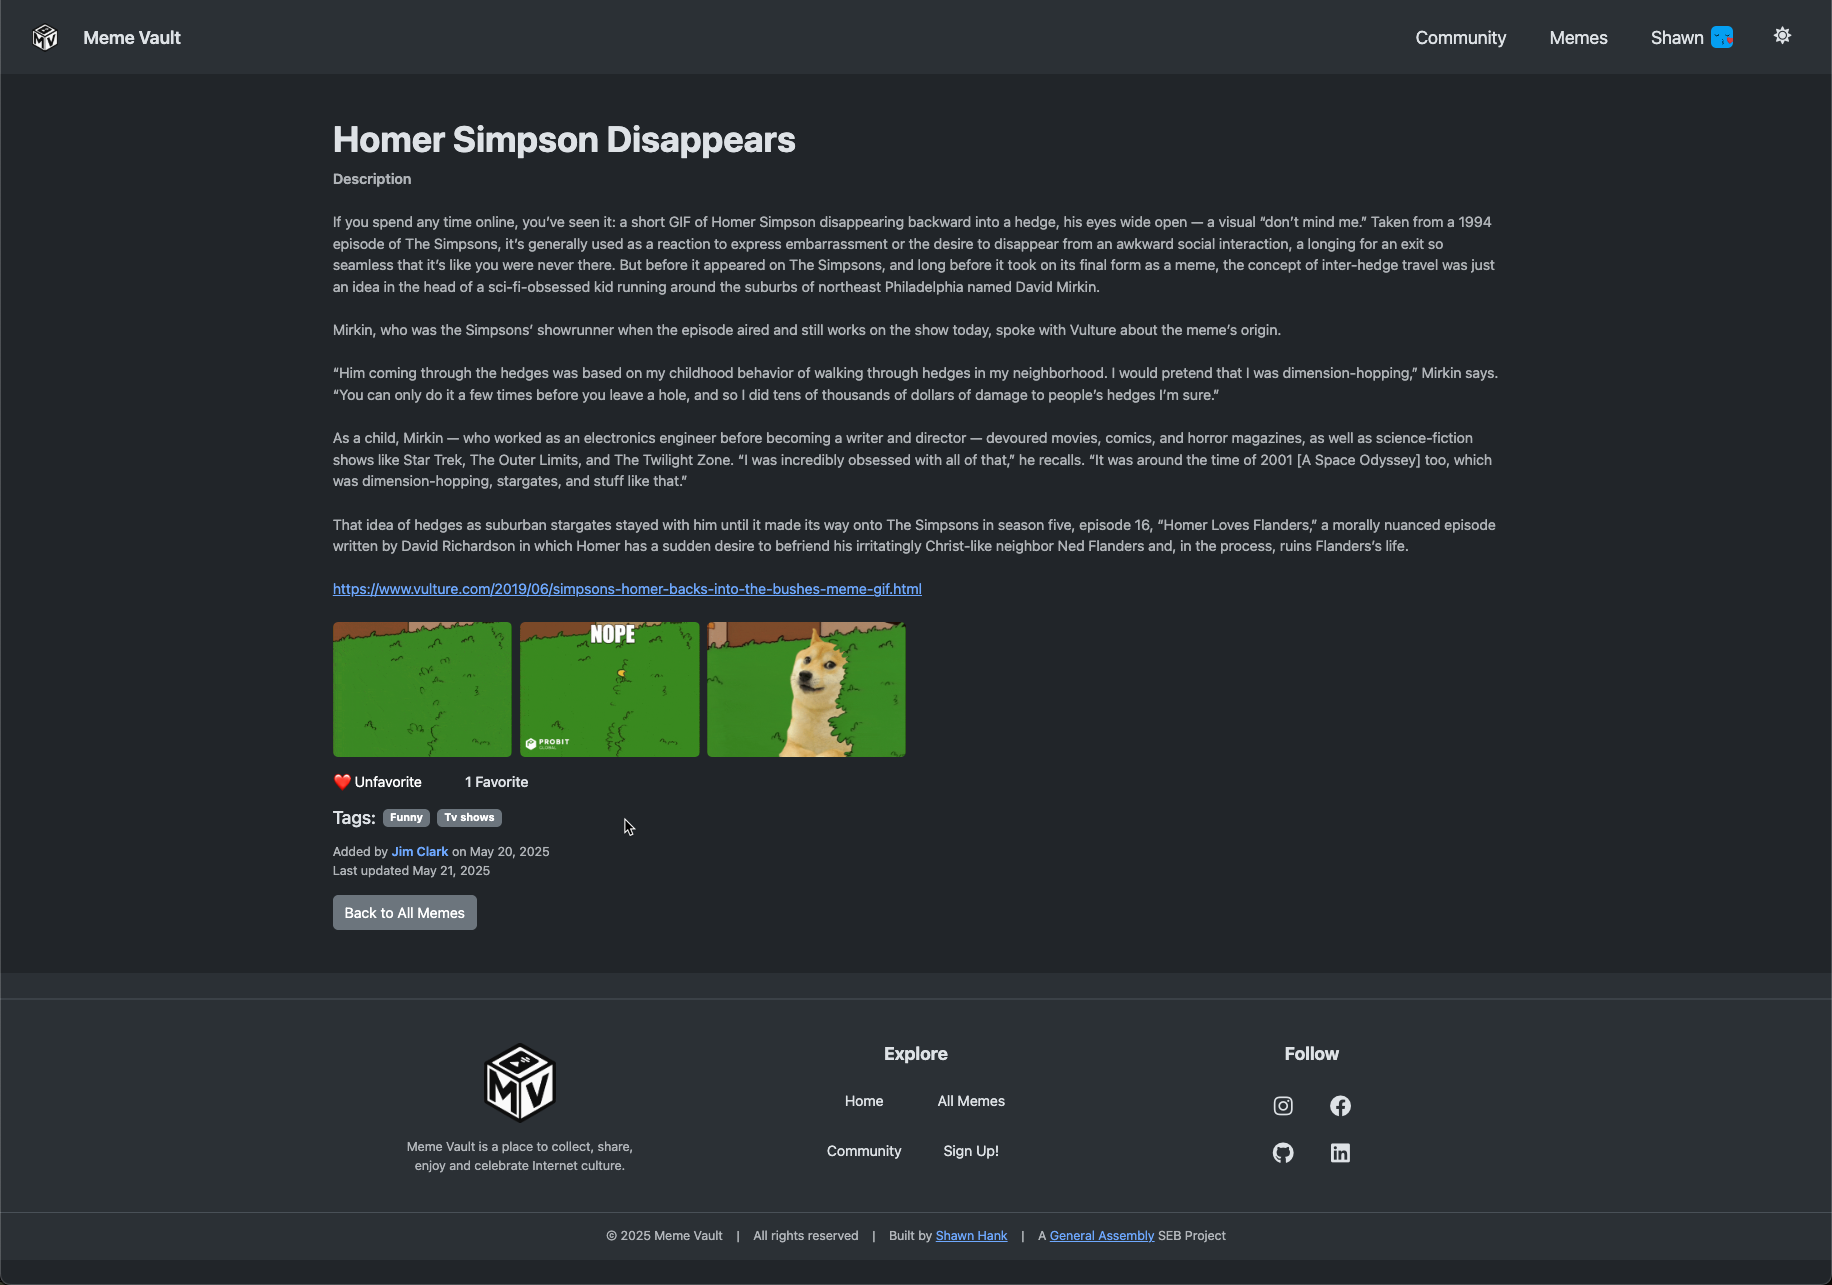 Meme Vault
Community
Memes
Shawn
Homer Simpson Disappears
Description
If you spend any time online, you’ve seen it: a short GIF of Homer Simpson disappearing backward into a hedge, his eyes wide open — a visual “don’t mind me.” Taken from a 1994
episode of The Simpsons, it’s generally used as a reaction to express embarrassment or the desire to disappear from an awkward social interaction, a longing for an exit so
seamless that it’s like you were never there. But before it appeared on The Simpsons, and long before it took on its final form as a meme, the concept of inter-hedge travel was just
an idea in the head of a sci-fi-obsessed kid running around the suburbs of northeast Philadelphia named David Mirkin.
Mirkin, who was the Simpsons’ showrunner when the episode aired and still works on the show today, spoke with Vulture about the meme’s origin.
“Him coming through the hedges was based on my childhood behavior of walking through hedges in my neighborhood. I would pretend that I was dimension-hopping,” Mirkin says.
“You can only do it a few times before you leave a hole, and so I did tens of thousands of dollars of damage to people’s hedges I’m sure.”
As a child, Mirkin — who worked as an electronics engineer before becoming a writer and director — devoured movies, comics, and horror magazines, as well as science-fiction
shows like Star Trek, The Outer Limits, and The Twilight Zone. “I was incredibly obsessed with all of that,” he recalls. “It was around the time of 2001 [A Space Odyssey] too, which
was dimension-hopping, stargates, and stuff like that.”
That idea of hedges as suburban stargates stayed with him until it made its way onto The Simpsons in season five, episode 16, “Homer Loves Flanders,” a morally nuanced episode
written by David Richardson in which Homer has a sudden desire to befriend his irritatingly Christ-like neighbor Ned Flanders and, in the process, ruins Flanders’s life.
https://www.vulture.com/2019/06/simpsons-homer-backs-into-the-bushes-meme-gif.html
NOPE
PROBIT
GLOBAL
Unfavorite
1 Favorite
Tags: Funny Tv shows
Added by Jim Clark on May 20, 2025
Last updated May 21, 2025
Back to All Memes
MV
Meme Vault is a place to collect, share,
enjoy and celebrate Internet culture.
Explore
Home
All Memes
Community
Sign Up!
Follow
© 2025 Meme Vault | All rights reserved | Built by Shawn Hank | A General Assembly SEB Project